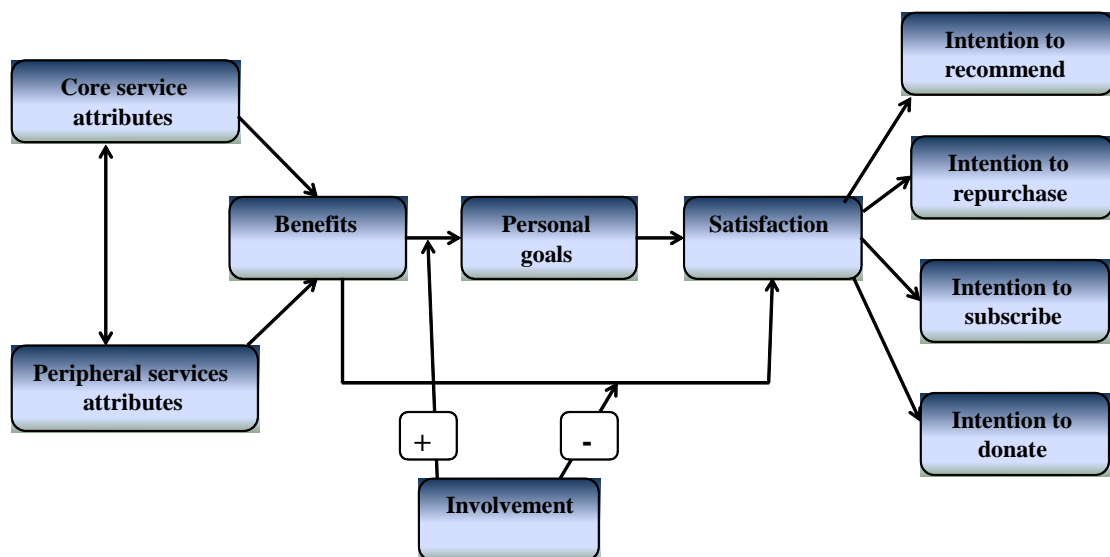 Intention to
recommend
Core service
attributes
Intention to
repurchase
Benefits
Personal
goals
Satisfaction
Intention to
subscribe
Peripheral services
attributes
Intention to
donate
+
-
Involvement